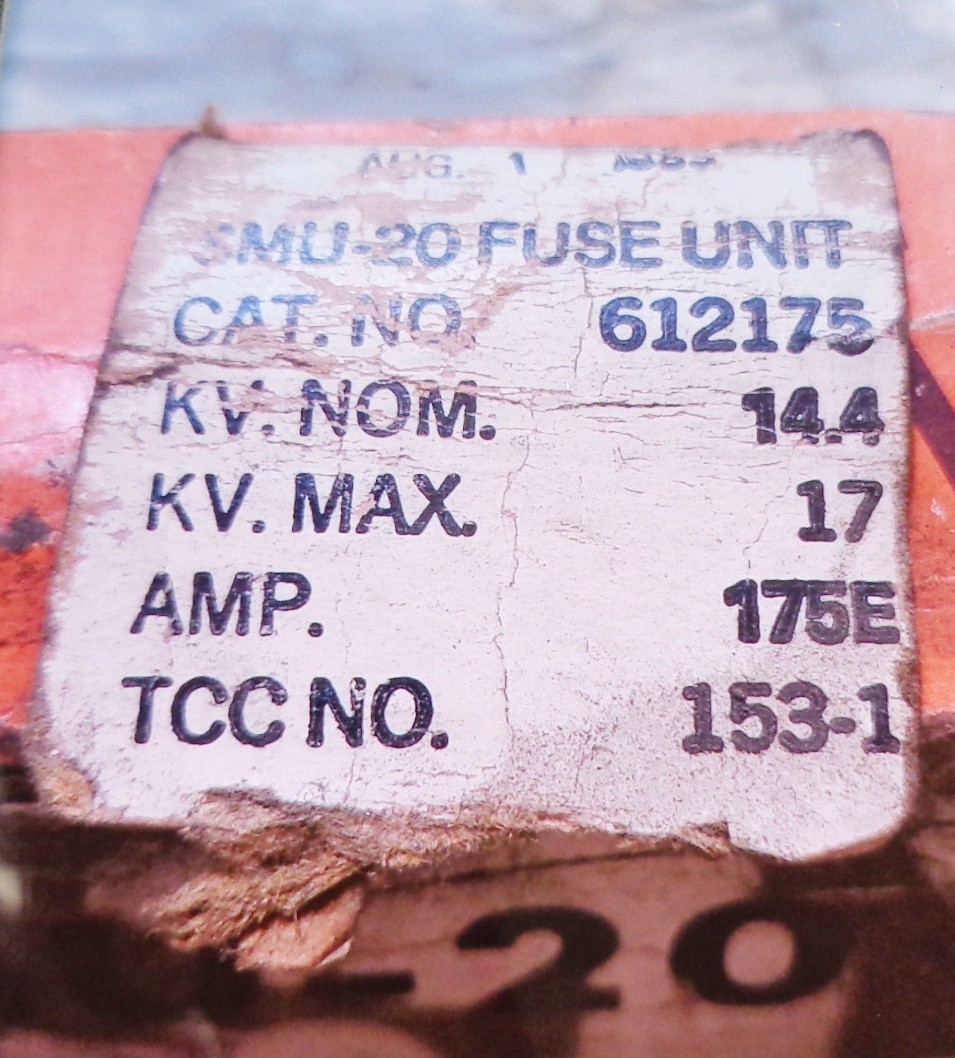 AUG. 1
SMU-20 FUSE UNIT
CAT. NO. 612175
KV. NOM. 14.4
KV. MAX. 17
AMP. 175E
TCC NO. 153-1
-20